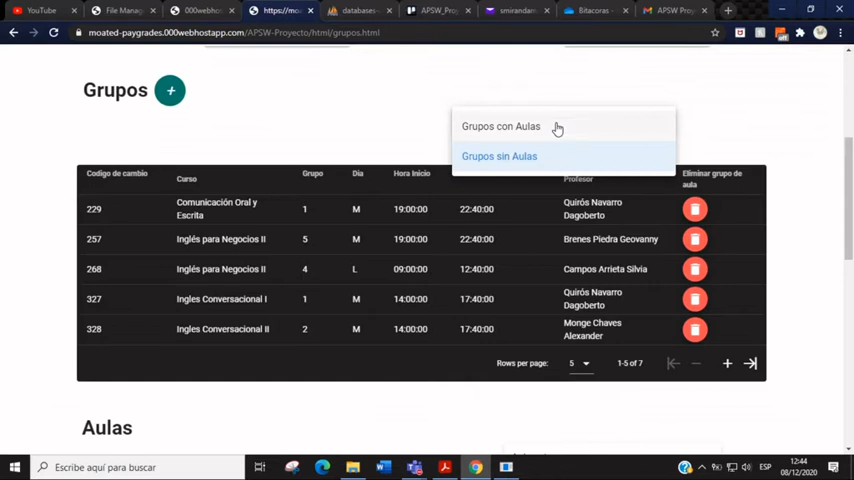 YouTube
File Manag
000webhos
https://mo
databases-
APSW_Proy
smirandam
Bitacoras -
APSW Proy
moated-paygrades.000webhostapp.com/APSW-Proyecto/html/grupos.html
Grupos
+
Grupos con Aulas
Grupos sin Aulas
Codigo de cambio
Curso
Grupo
Dia
Hora Inicio
Profesor
Eliminar grupo de
aula
229
Comunicación Oral y
Escrita
1
M
19:00:00
22:40:00
Quirós Navarro
Dagoberto
257
Inglés para Negocios II
5
M
19:00:00
22:40:00
Brenes Piedra Geovanny
268
Inglés para Negocios II
4
L
09:00:00
12:40:00
Campos Arrieta Silvia
327
Ingles Conversacional I
1
M
14:00:00
17:40:00
Quirós Navarro
Dagoberto
328
Ingles Conversacional II
2
M
14:00:00
17:40:00
Monge Chaves
Alexander
Rows per page:
5
1-5 of 7
Aulas
Escribe aquí para buscar
ESP
12:44
08/12/2020